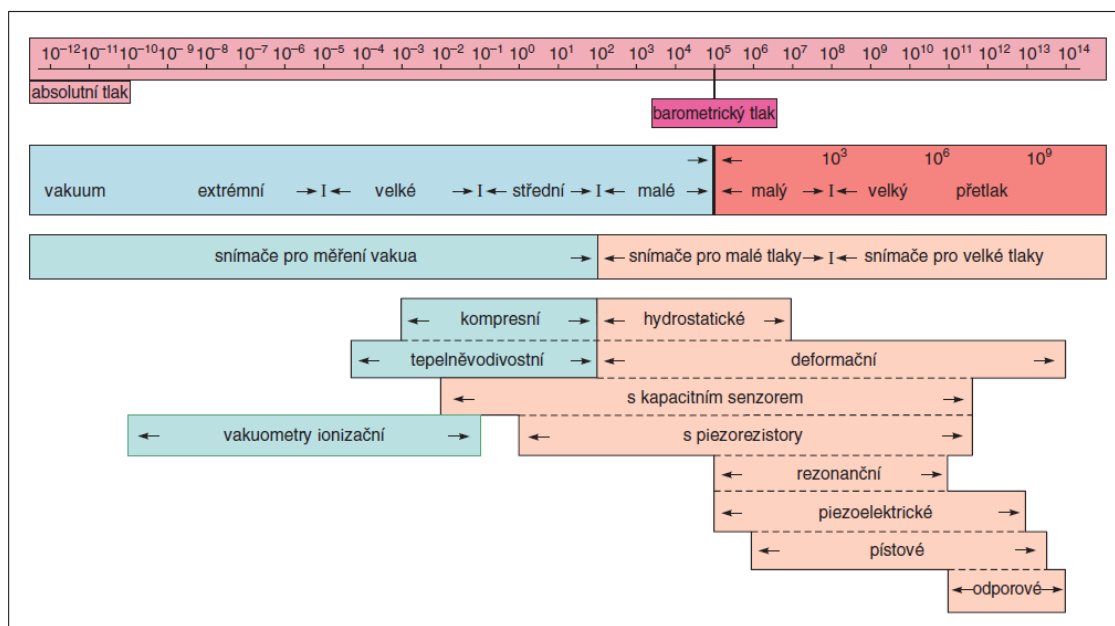 10⁻¹² 10⁻¹¹ 10⁻¹⁰ 10⁻⁹ 10⁻⁸ 10⁻⁷ 10⁻⁶ 10⁻⁵ 10⁻⁴ 10⁻³ 10⁻² 10⁻¹ 10⁰ 10¹ 10² 10³ 10⁴ 10⁵ 10⁶ 10⁷ 10⁸ 10⁹ 10¹⁰ 10¹¹ 10¹² 10¹³ 10¹⁴
absolutní tlak
barometrický tlak
10³ 10⁶ 10⁹
vakuum extrémní velké střední malé malý velký přetlak
snímače pro měření vakua snímače pro malé tlaky snímače pro velké tlaky
kompresní hydrostatické
tepelněvodivostní deformační
s kapacitním senzorem
vakuometry ionizační s piezorezistory
rezonanční
piezoelektrické
pístové
odporové